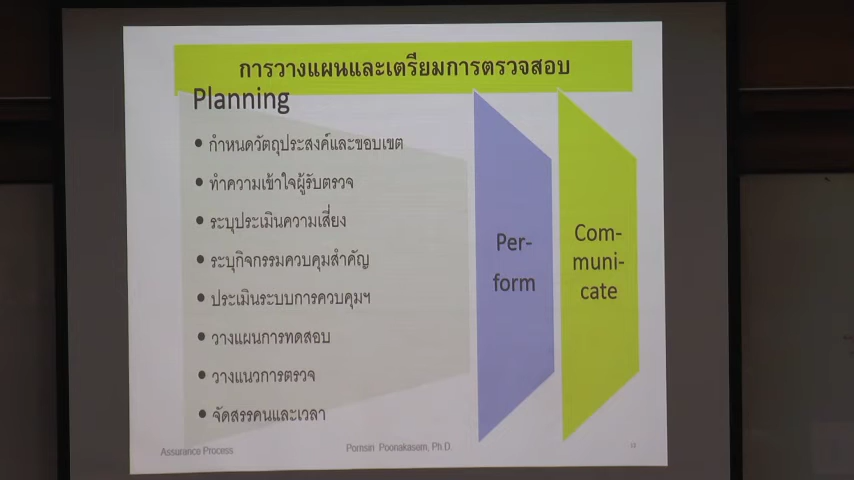 การวางแผนและเตรียมการตรวจสอบ
Planning
• กำหนดวัตถุประสงค์และขอบเขต
• ทำความเข้าใจผู้รับตรวจ
• ระบุประเมินความเสี่ยง
• ระบุกิจกรรมควบคุมสำคัญ
• ประเมินระบบการควบคุมฯ
• วางแผนการทดสอบ
• วางแนวการตรวจ
• จัดสรรคนและเวลา
Per-
form
Com-
muni-
cate
Assurance Process
Pornsiri Poonakasem, Ph.D.